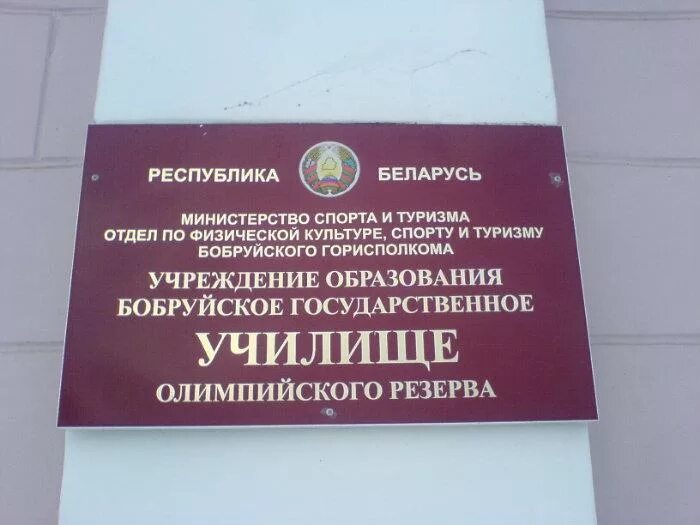 РЕСПУБЛИКА БЕЛАРУСЬ
МИНИСТЕРСТВО СПОРТА И ТУРИЗМА
ОТДЕЛ ПО ФИЗИЧЕСКОЙ КУЛЬТУРЕ, СПОРТУ И ТУРИЗМУ
БОБРУЙСКОГО ГОРИСПОЛКОМА
УЧРЕЖДЕНИЕ ОБРАЗОВАНИЯ
БОБРУЙСКОЕ ГОСУДАРСТВЕННОЕ
УЧИЛИЩЕ
ОЛИМПИЙСКОГО РЕЗЕРВА